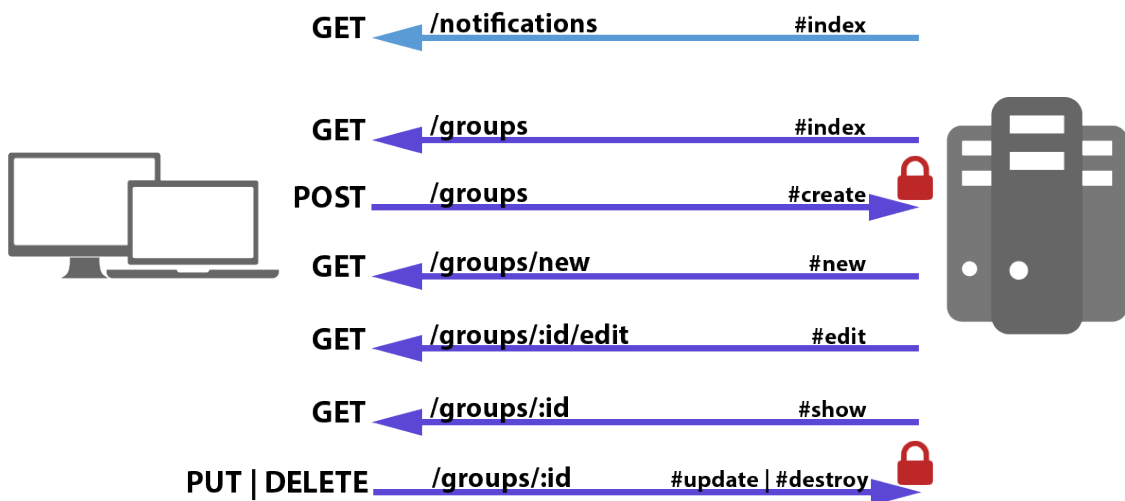 GET /notifications #index
GET /groups #index
POST /groups #create
GET /groups/new #new
GET /groups/:id/edit #edit
GET /groups/:id #show
PUT | DELETE /groups/:id #update | #destroy